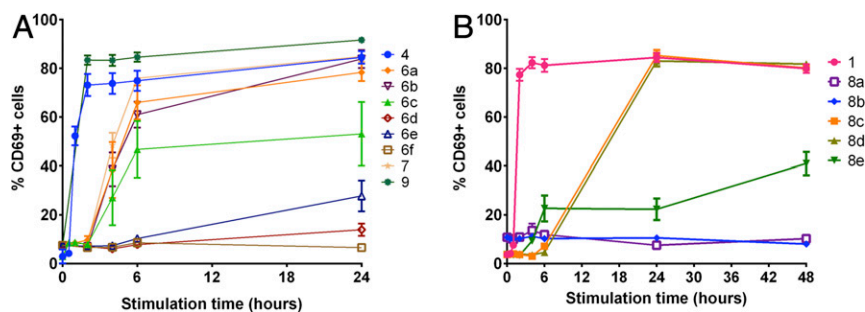 A
100
80
60
40
20
0
% CD69+ cells
0
6
12
18
24
Stimulation time (hours)
4
6a
6b
6c
6d
6e
6f
7
9
B
100
80
60
40
20
0
% CD69+ cells
0
6
12
18
24
30
36
42
48
Stimulation time (hours)
1
8a
8b
8c
8d
8e